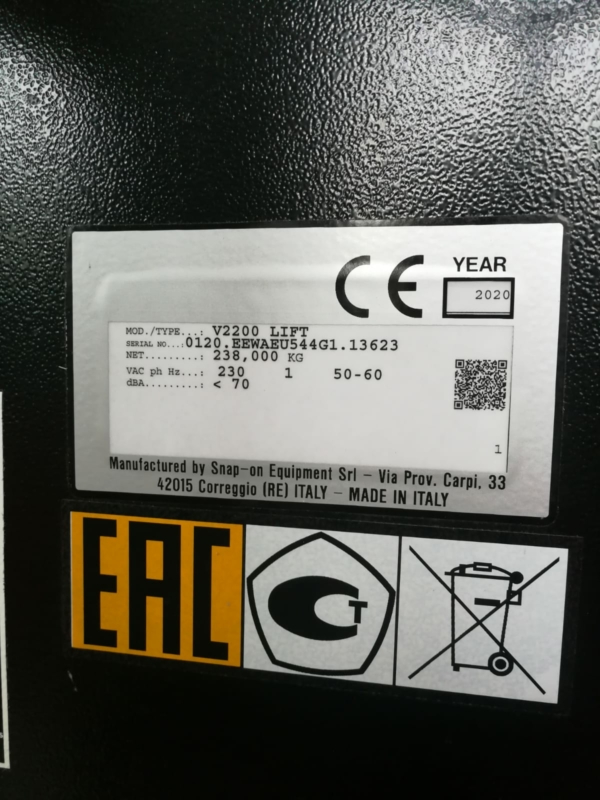 CE
YEAR
2020
MOD./TYPE...: V2200 LIFT
SERIAL NO...:0120.EEWAEU544G1.13623
NET.........: 238,000 KG
VAC ph Hz...: 230 1 50-60
dBA.........: < 70
1
Manufactured by Snap-on Equipment Srl - Via Prov. Carpi, 33
42015 Correggio (RE) ITALY - MADE IN ITALY
EAC
СТ